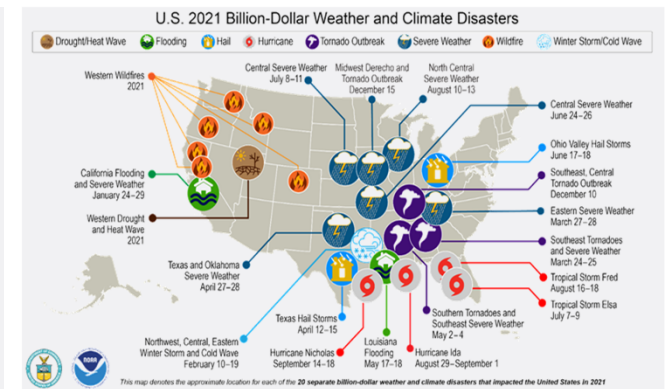 U.S. 2021 Billion-Dollar Weather and Climate Disasters
Drought/Heat Wave
Flooding
Hail
Hurricane
Tornado Outbreak
Severe Weather
Wildfire
Winter Storm/Cold Wave
Western Wildfires
2021
Central Severe Weather
July 8–11
Midwest Derecho and
Tornado Outbreak
December 15
North Central
Severe Weather
August 10–13
Central Severe Weather
June 24–26
Ohio Valley Hail Storms
June 17–18
Southeast, Central
Tornado Outbreak
December 10
Eastern Severe Weather
March 27–28
Southeast Tornadoes
and Severe Weather
March 24–25
Tropical Storm Fred
August 16–18
Tropical Storm Elsa
July 7–9
California Flooding
and Severe Weather
January 24–29
Western Drought
and Heat Wave
2021
Texas and Oklahoma
Severe Weather
April 27–28
Northwest, Central, Eastern
Winter Storm and Cold Wave
February 10–19
Texas Hail Storms
April 12–15
Hurricane Nicholas
September 14–18
Louisiana
Flooding
May 17–18
Hurricane Ida
August 29–September 1
Southern Tornadoes and
Southeast Severe Weather
May 2–4
NOAA
This map denotes the approximate location for each of the 20 separate billion-dollar weather and climate disasters that impacted the United States in 2021